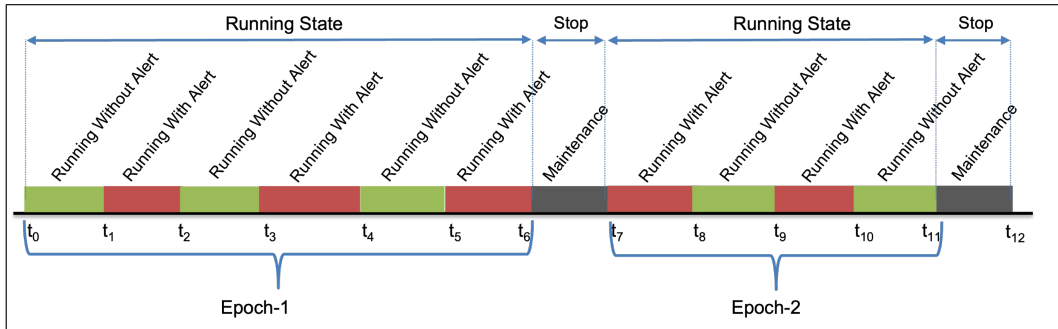 Running State
Stop
Running State
Stop
Running Without Alert
Running With Alert
Running Without Alert
Running With Alert
Running Without Alert
Running With Alert
Maintenance
Running With Alert
Running Without Alert
Running With Alert
Running Without Alert
Maintenance
t0
t1
t2
t3
t4
t5
t6
t7
t8
t9
t10
t11
t12
Epoch-1
Epoch-2